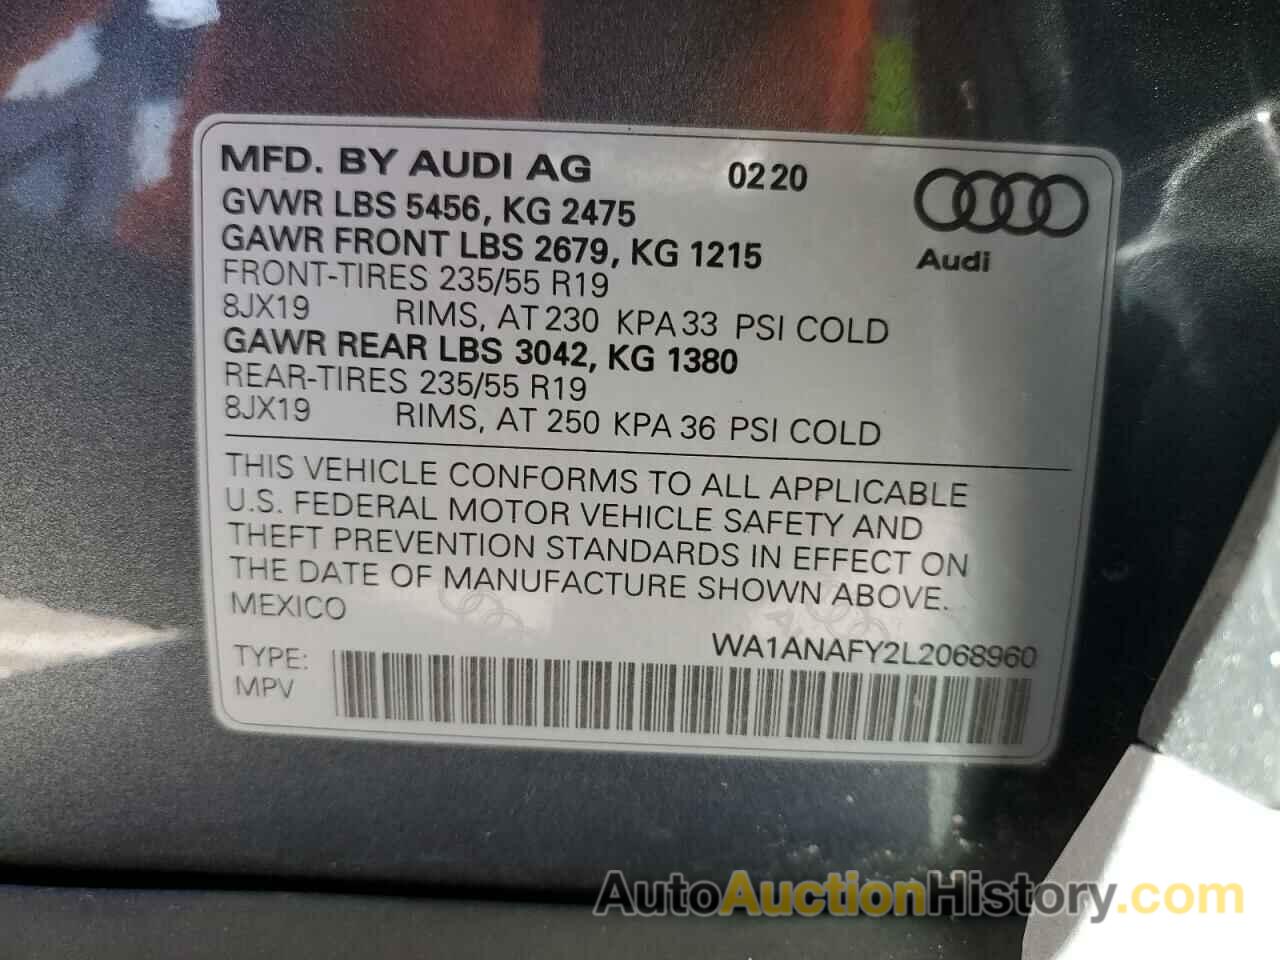 MFD. BY AUDI AG 0220
GVWR LBS 5456, KG 2475
GAWR FRONT LBS 2679, KG 1215
Audi
FRONT-TIRES 235/55 R19
8JX19 RIMS, AT 230 KPA 33 PSI COLD
GAWR REAR LBS 3042, KG 1380
REAR-TIRES 235/55 R19
8JX19 RIMS, AT 250 KPA 36 PSI COLD
THIS VEHICLE CONFORMS TO ALL APPLICABLE
U.S. FEDERAL MOTOR VEHICLE SAFETY AND
THEFT PREVENTION STANDARDS IN EFFECT ON
THE DATE OF MANUFACTURE SHOWN ABOVE.
MEXICO
WA1ANAFY2L2068960
TYPE:
MPV
AutoAuctionHistory.com